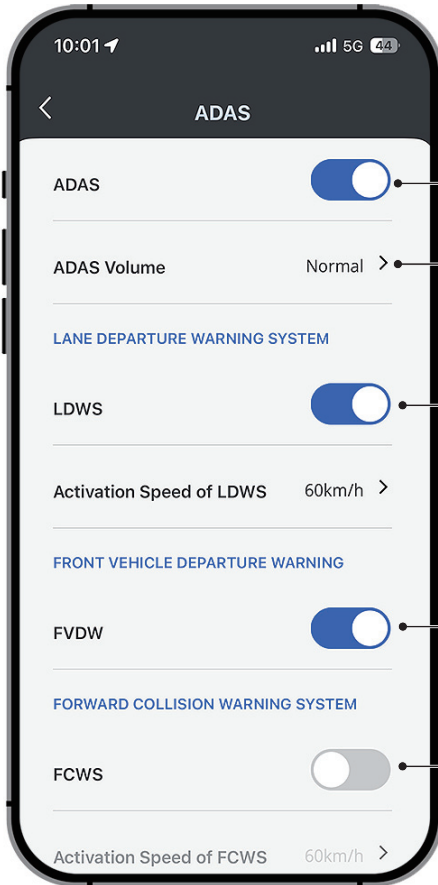 10:01 5G 44
ADAS
ADAS
ADAS Volume Normal
LANE DEPARTURE WARNING SYSTEM
LDWS
Activation Speed of LDWS 60km/h
FRONT VEHICLE DEPARTURE WARNING
FVDW
FORWARD COLLISION WARNING SYSTEM
FCWS
Activation Speed of FCWS 60km/h